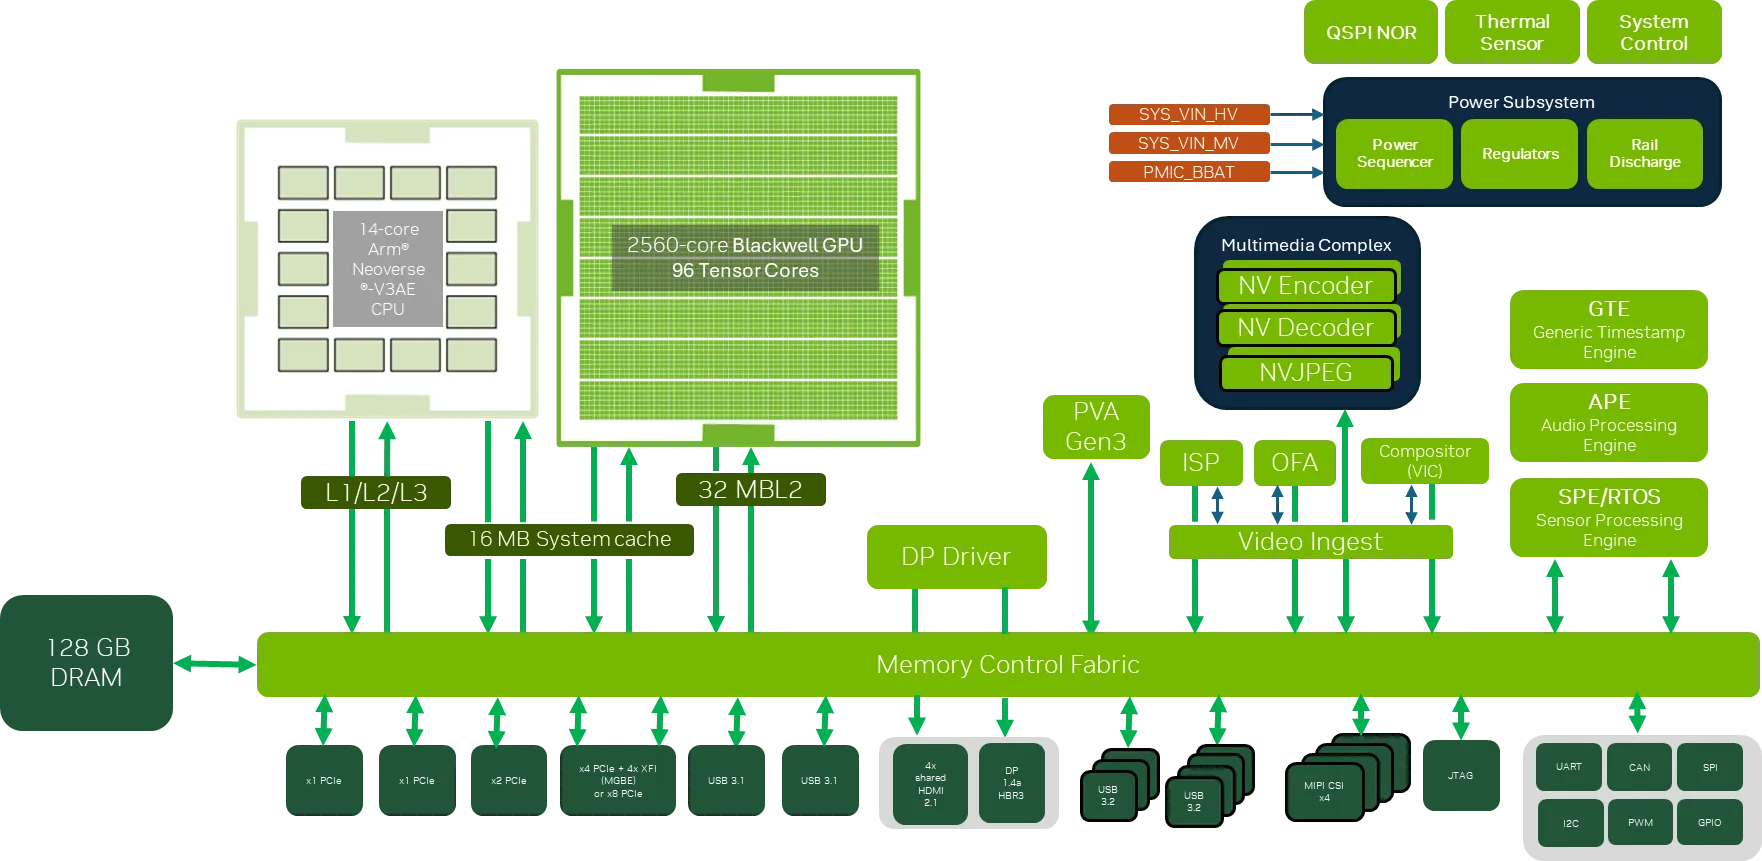 QSPI NOR
Thermal
Sensor
System
Control
Power Subsystem
SYS_VIN_HV
SYS_VIN_MV
PMIC_BBAT
Power
Sequencer
Regulators
Rail
Discharge
14-core
Arm®
Neoverse
®-V3AE
CPU
2560-core Blackwell GPU
96 Tensor Cores
Multimedia Complex
NV Encoder
NV Decoder
NVJPEG
GTE
Generic Timestamp
Engine
APE
Audio Processing
Engine
SPE/RTOS
Sensor Processing
Engine
PVA
Gen3
ISP
OFA
Compositor
(VIC)
L1/L2/L3
32 MBL2
16 MB System cache
DP Driver
Video Ingest
128 GB
DRAM
Memory Control Fabric
x1 PCIe
x1 PCIe
x2 PCIe
x4 PCIe + 4x XFI
(MGBE)
or x8 PCIe
USB 3.1
USB 3.1
4x
shared
HDMI
2.1
DP
1.4a
HBR3
USB
3.2
USB
3.2
MIPI CSI
x4
JTAG
UART
CAN
SPI
I2C
PWM
GPIO